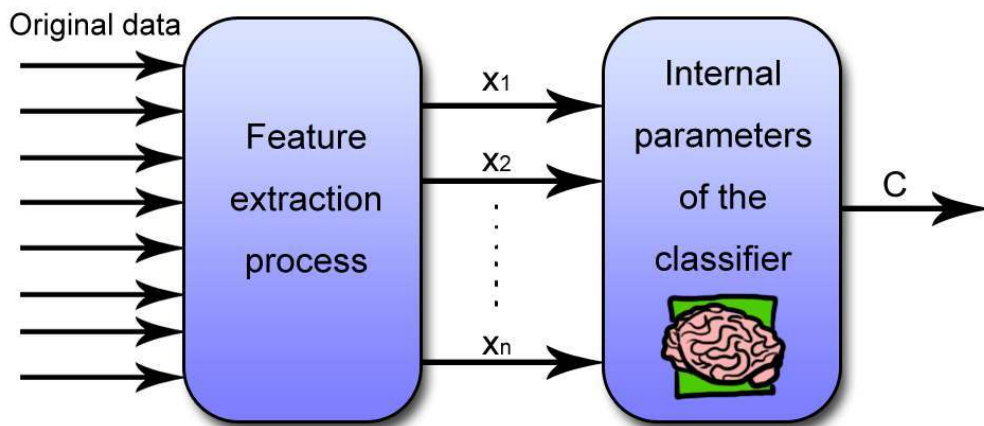 Original data
Feature
extraction
process
x1
x2
xn
Internal
parameters
of the
classifier
C